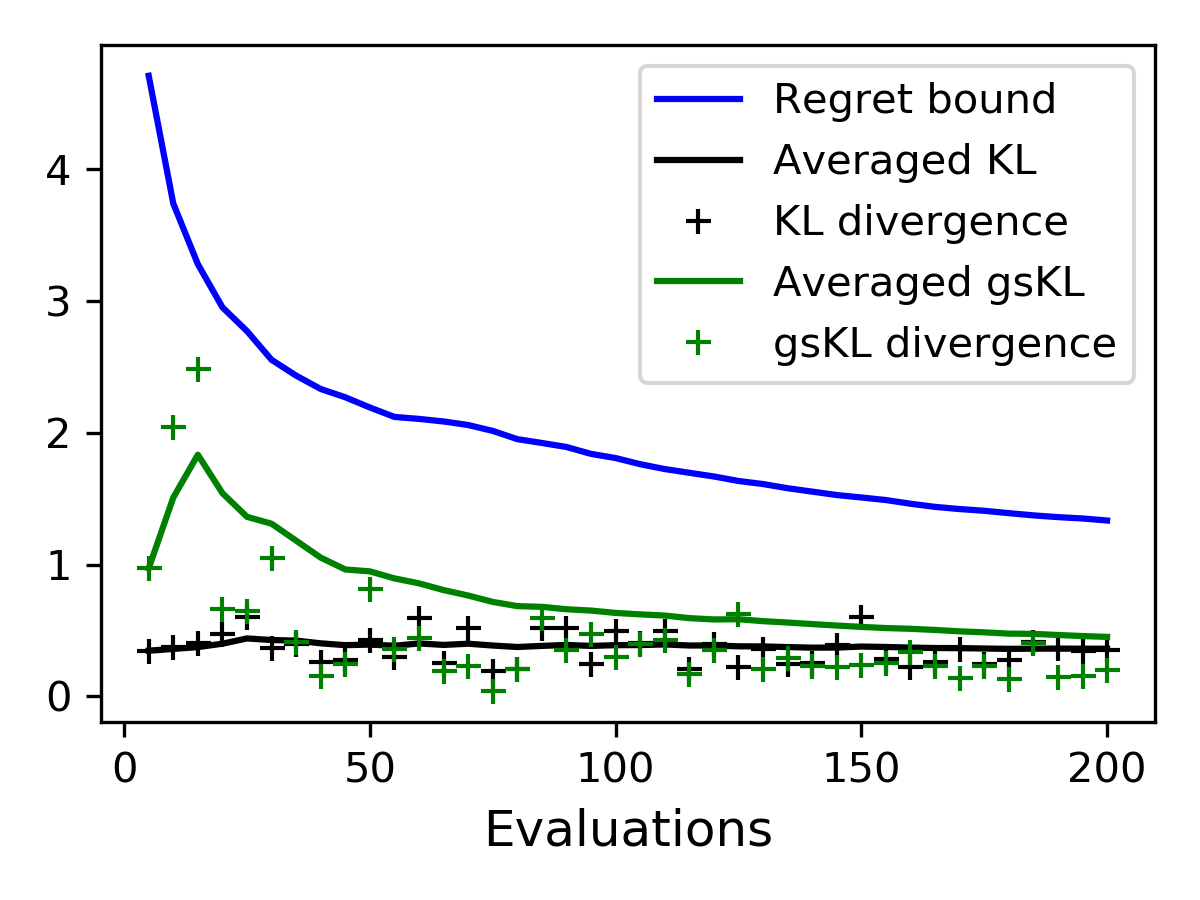 4
3
2
1
0
0 50 100 150 200
Evaluations
Regret bound
Averaged KL
KL divergence
Averaged gsKL
gsKL divergence